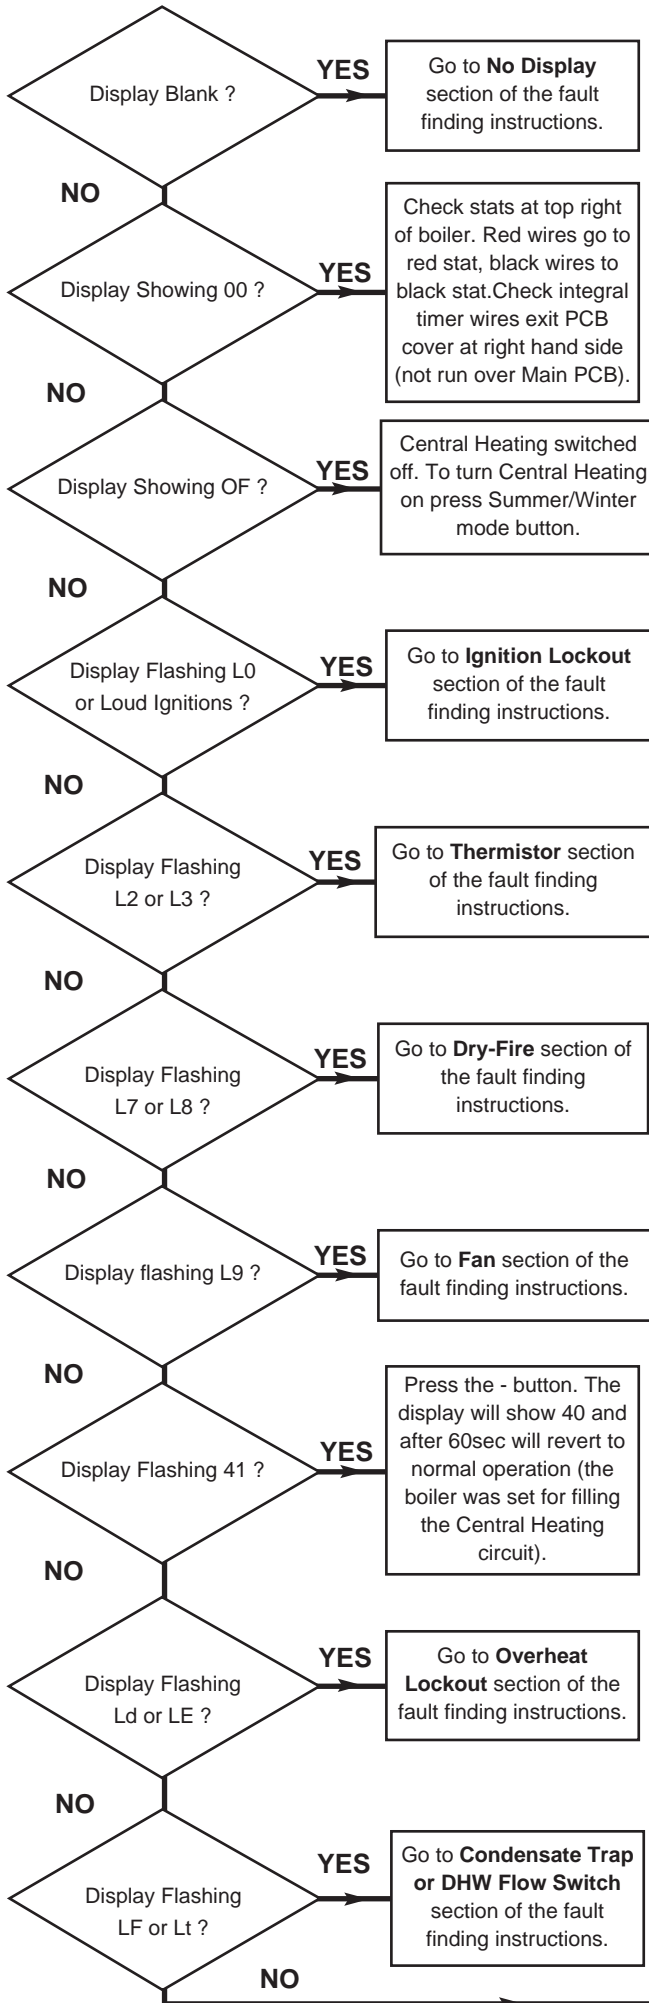 Display Blank ?
YES
Go to No Display
section of the fault
finding instructions.
NO
Display Showing 00 ?
YES
Check stats at top right
of boiler. Red wires go to
red stat, black wires to
black stat.Check integral
timer wires exit PCB
cover at right hand side
(not run over Main PCB).
NO
Display Showing OF ?
YES
Central Heating switched
off. To turn Central Heating
on press Summer/Winter
mode button.
NO
Display Flashing L0
or Loud Ignitions ?
YES
Go to Ignition Lockout
section of the fault
finding instructions.
NO
Display Flashing
L2 or L3 ?
YES
Go to Thermistor section
of the fault finding
instructions.
NO
Display Flashing
L7 or L8 ?
YES
Go to Dry-Fire section of
the fault finding
instructions.
NO
Display flashing L9 ?
YES
Go to Fan section of the
fault finding instructions.
NO
Display Flashing 41 ?
YES
Press the - button. The
display will show 40 and
after 60sec will revert to
normal operation (the
boiler was set for filling
the Central Heating
circuit).
NO
Display Flashing
Ld or LE ?
YES
Go to Overheat
Lockout section of the
fault finding instructions.
NO
Display Flashing
LF or Lt ?
YES
Go to Condensate Trap
or DHW Flow Switch
section of the fault
finding instructions.
NO